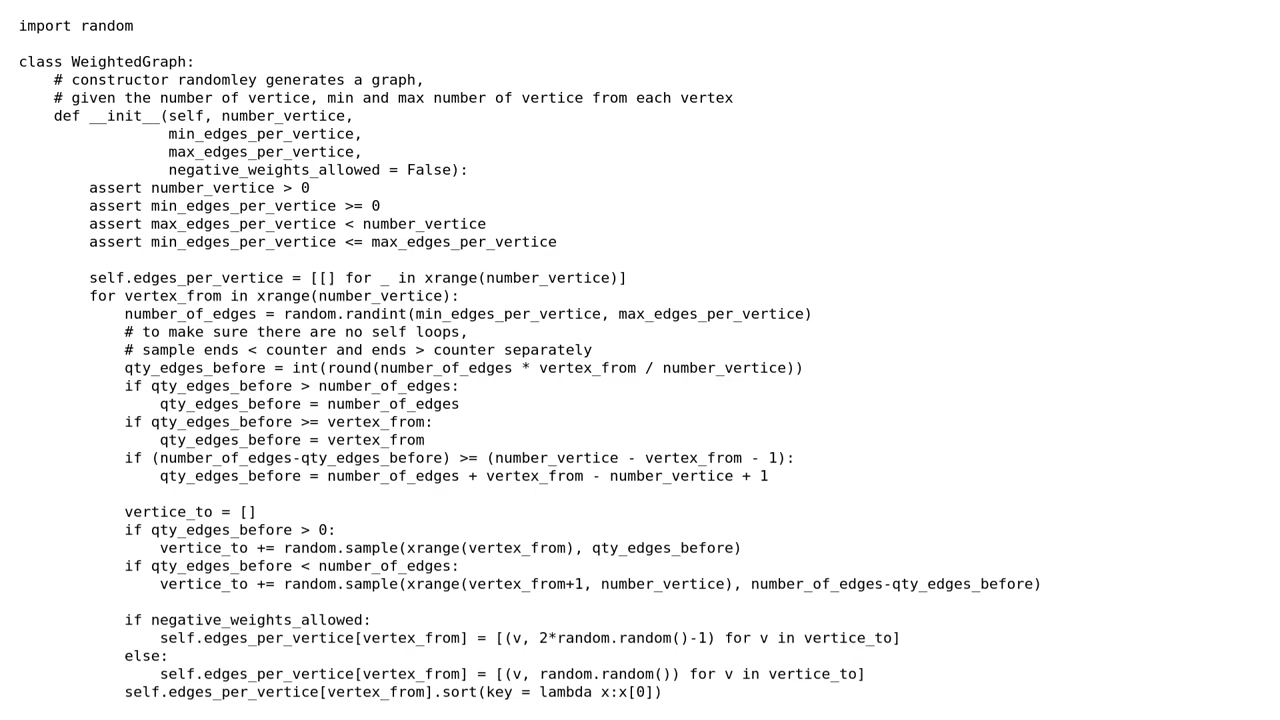 import random

class WeightedGraph:
    # constructor randomley generates a graph,
    # given the number of vertice, min and max number of vertice from each vertex
    def __init__(self, number_vertice,
                 min_edges_per_vertice,
                 max_edges_per_vertice,
                 negative_weights_allowed = False):
        assert number_vertice > 0
        assert min_edges_per_vertice >= 0
        assert max_edges_per_vertice < number_vertice
        assert min_edges_per_vertice <= max_edges_per_vertice

        self.edges_per_vertice = [[] for _ in xrange(number_vertice)]
        for vertex_from in xrange(number_vertice):
            number_of_edges = random.randint(min_edges_per_vertice, max_edges_per_vertice)
            # to make sure there are no self loops,
            # sample ends < counter and ends > counter separately
            qty_edges_before = int(round(number_of_edges * vertex_from / number_vertice))
            if qty_edges_before > number_of_edges:
                qty_edges_before = number_of_edges
            if qty_edges_before >= vertex_from:
                qty_edges_before = vertex_from
            if (number_of_edges-qty_edges_before) >= (number_vertice - vertex_from - 1):
                qty_edges_before = number_of_edges + vertex_from - number_vertice + 1

            vertice_to = []
            if qty_edges_before > 0:
                vertice_to += random.sample(xrange(vertex_from), qty_edges_before)
            if qty_edges_before < number_of_edges:
                vertice_to += random.sample(xrange(vertex_from+1, number_vertice), number_of_edges-qty_edges_before)

            if negative_weights_allowed:
                self.edges_per_vertice[vertex_from] = [(v, 2*random.random()-1) for v in vertice_to]
            else:
                self.edges_per_vertice[vertex_from] = [(v, random.random()) for v in vertice_to]
            self.edges_per_vertice[vertex_from].sort(key = lambda x:x[0])